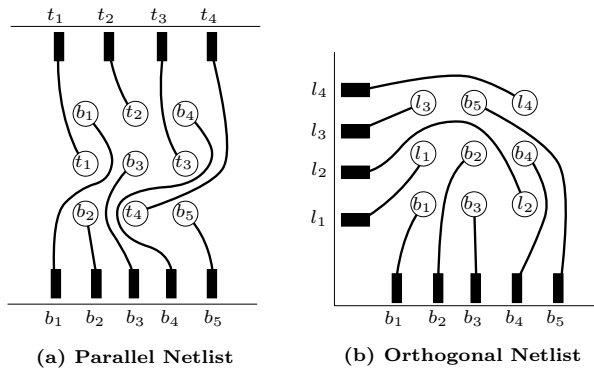 t1 t2 t3 t4
b1 t2 b4
t1 b3 t3
b2 t4 b5
b1 b2 b3 b4 b5
(a) Parallel Netlist
l4 l3 b5 l4
l3
l2 l1 b2 b4
l1 b1 b3 l2
b1 b2 b3 b4 b5
(b) Orthogonal Netlist